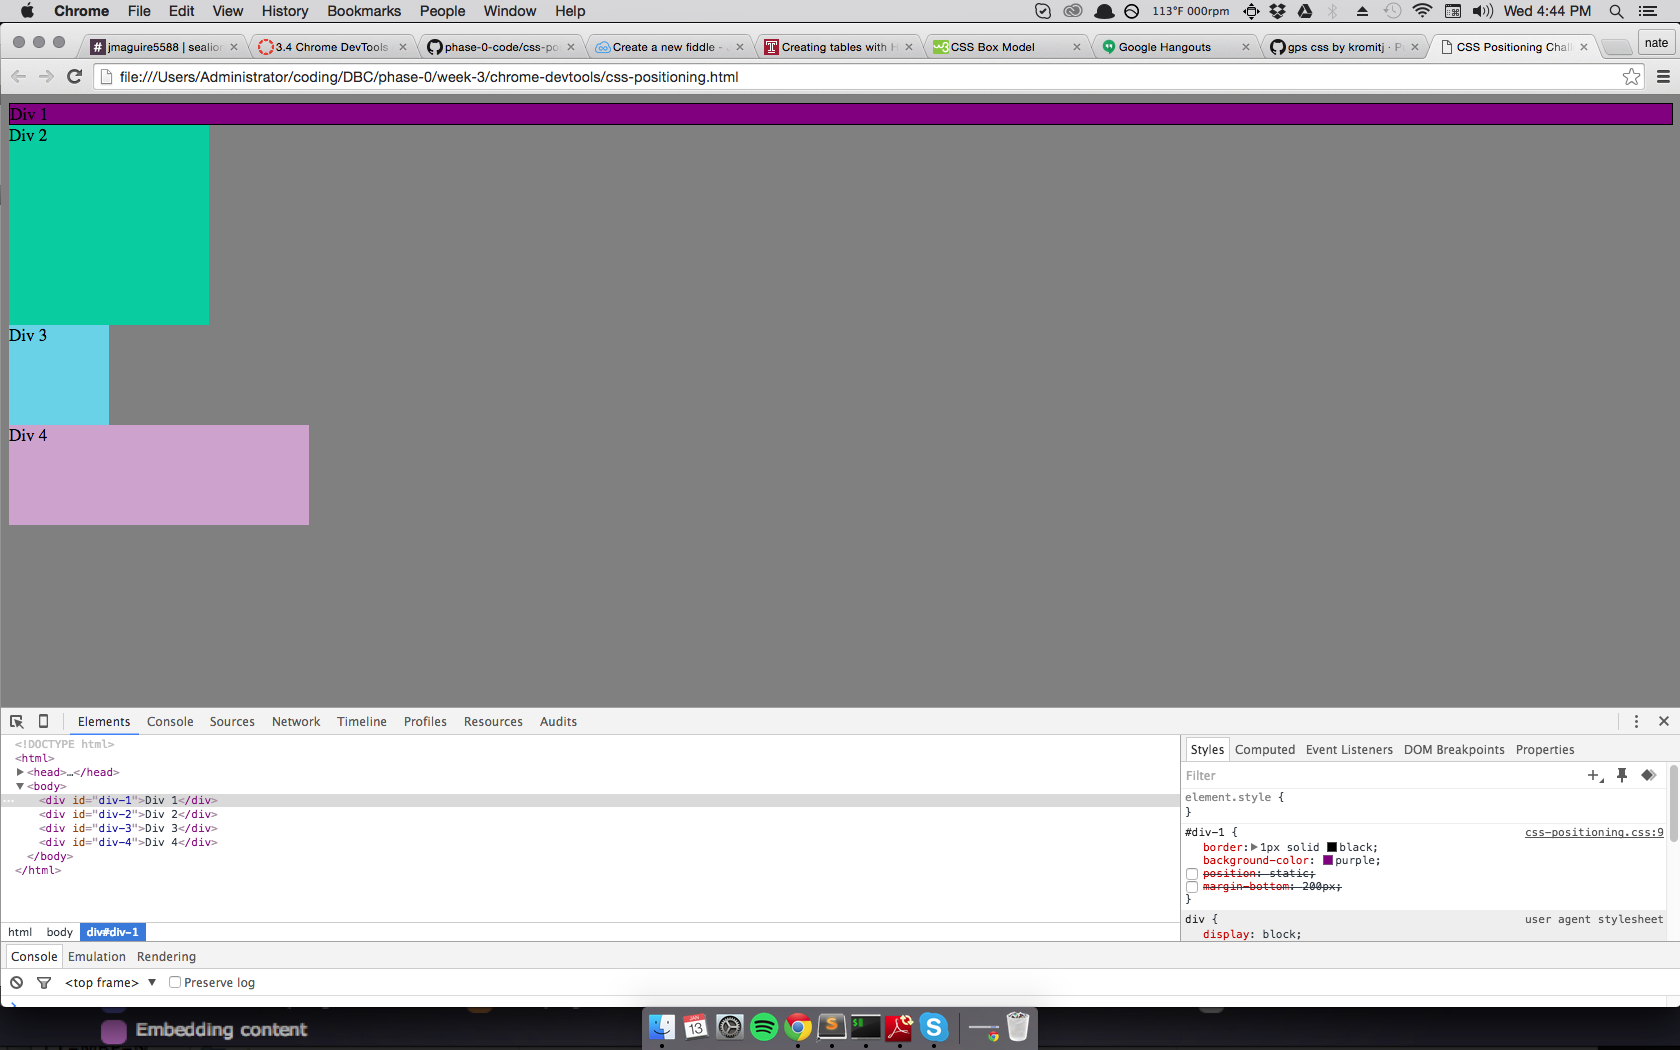 Chrome File Edit View History Bookmarks People Window Help 113°F 000rpm Wed 4:44 PM
# jmaguire5588 | sealion 3.4 Chrome DevTools phase-0-code/css-po Create a new fiddle - CSS Box Model Creating tables with H Google Hangouts gps css by kromitj · P CSS Positioning Chall nate
file:///Users/Administrator/coding/DBC/phase-0/week-3/chrome-devtools/css-positioning.html
Div 1
Div 2
Div 3
Div 4
Elements Console Sources Network Timeline Profiles Resources Audits
<!DOCTYPE html>
<html>
<head>…</head>
<body>
<div id="div-1">Div 1</div>
<div id="div-2">Div 2</div>
<div id="div-3">Div 3</div>
<div id="div-4">Div 4</div>
</body>
</html>
html body div#div-1
Styles Computed Event Listeners DOM Breakpoints Properties
Filter
element.style {
}
#div-1 { css-positioning.css:9
border: 1px solid black;
background-color: purple;
position: static;
margin-bottom: 200px;
}
div { user agent stylesheet
display: block;
Console Emulation Rendering
<top frame> Preserve log
Embedding content
JAN
13